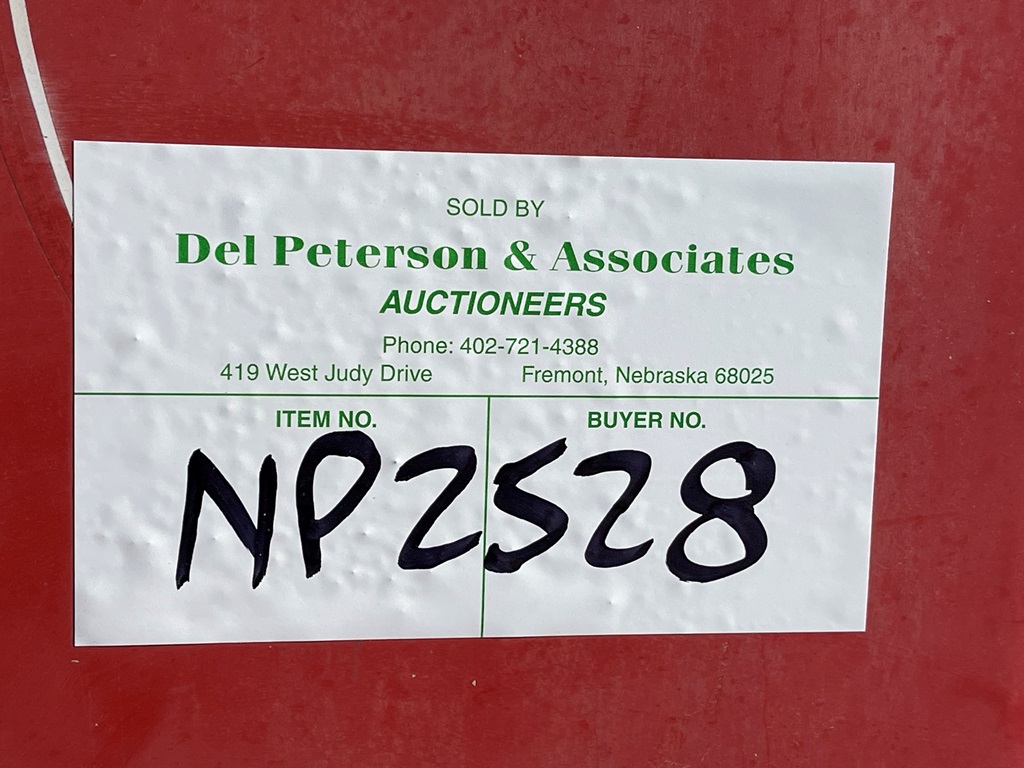 SOLD BY
Del Peterson & Associates
AUCTIONEERS
Phone: 402-721-4388
419 West Judy Drive Fremont, Nebraska 68025
ITEM NO. BUYER NO.
NP2528